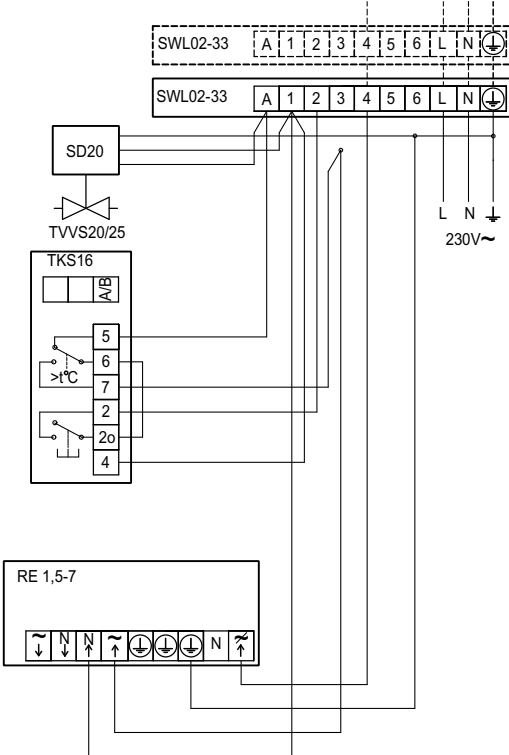 SWL02-33 A 1 2 3 4 5 6 L N
SWL02-33 A 1 2 3 4 5 6 L N
SD20
L N
230V~
TVVS20/25
TKS16
A/B
5
6
>t°C
7
2
2o
4
RE 1,5-7
~ N N ~ N ~